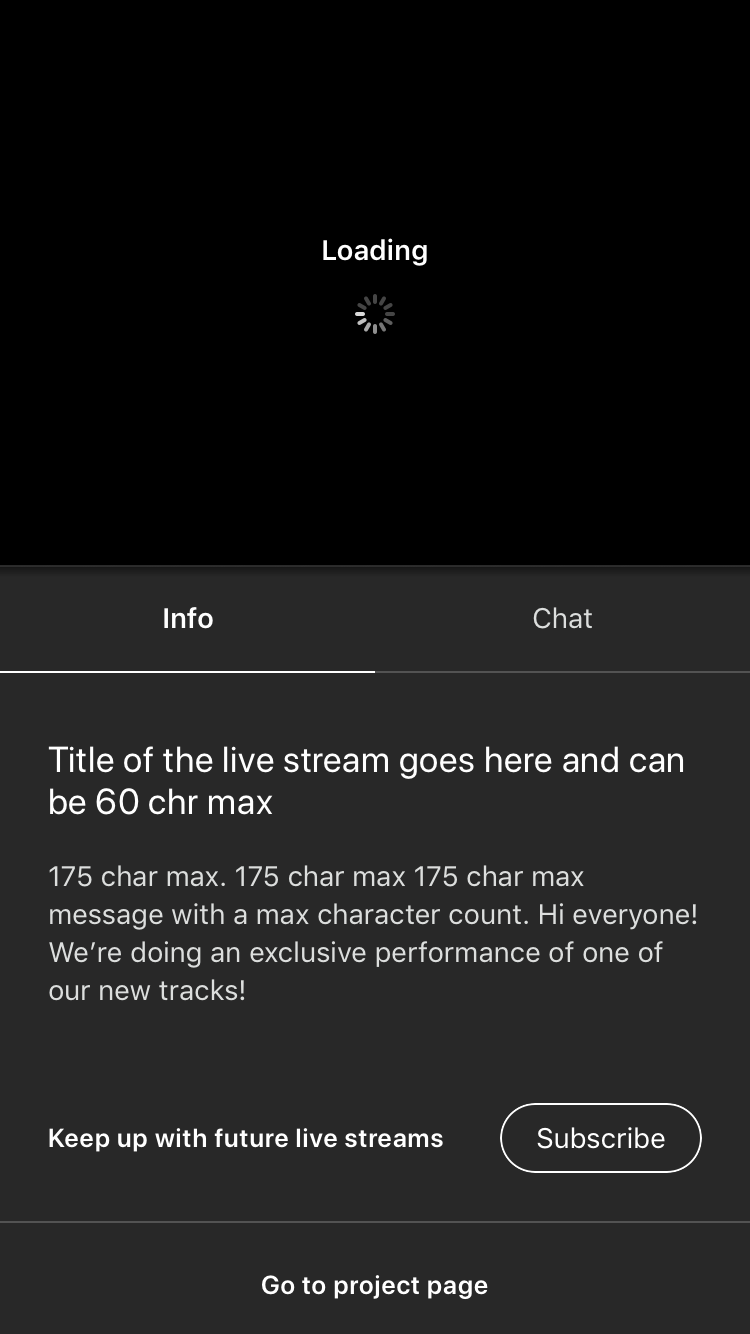 Loading
Info
Chat
Title of the live stream goes here and can
be 60 chr max
175 char max. 175 char max 175 char max
message with a max character count. Hi everyone!
We’re doing an exclusive performance of one of
our new tracks!
Keep up with future live streams
Subscribe
Go to project page